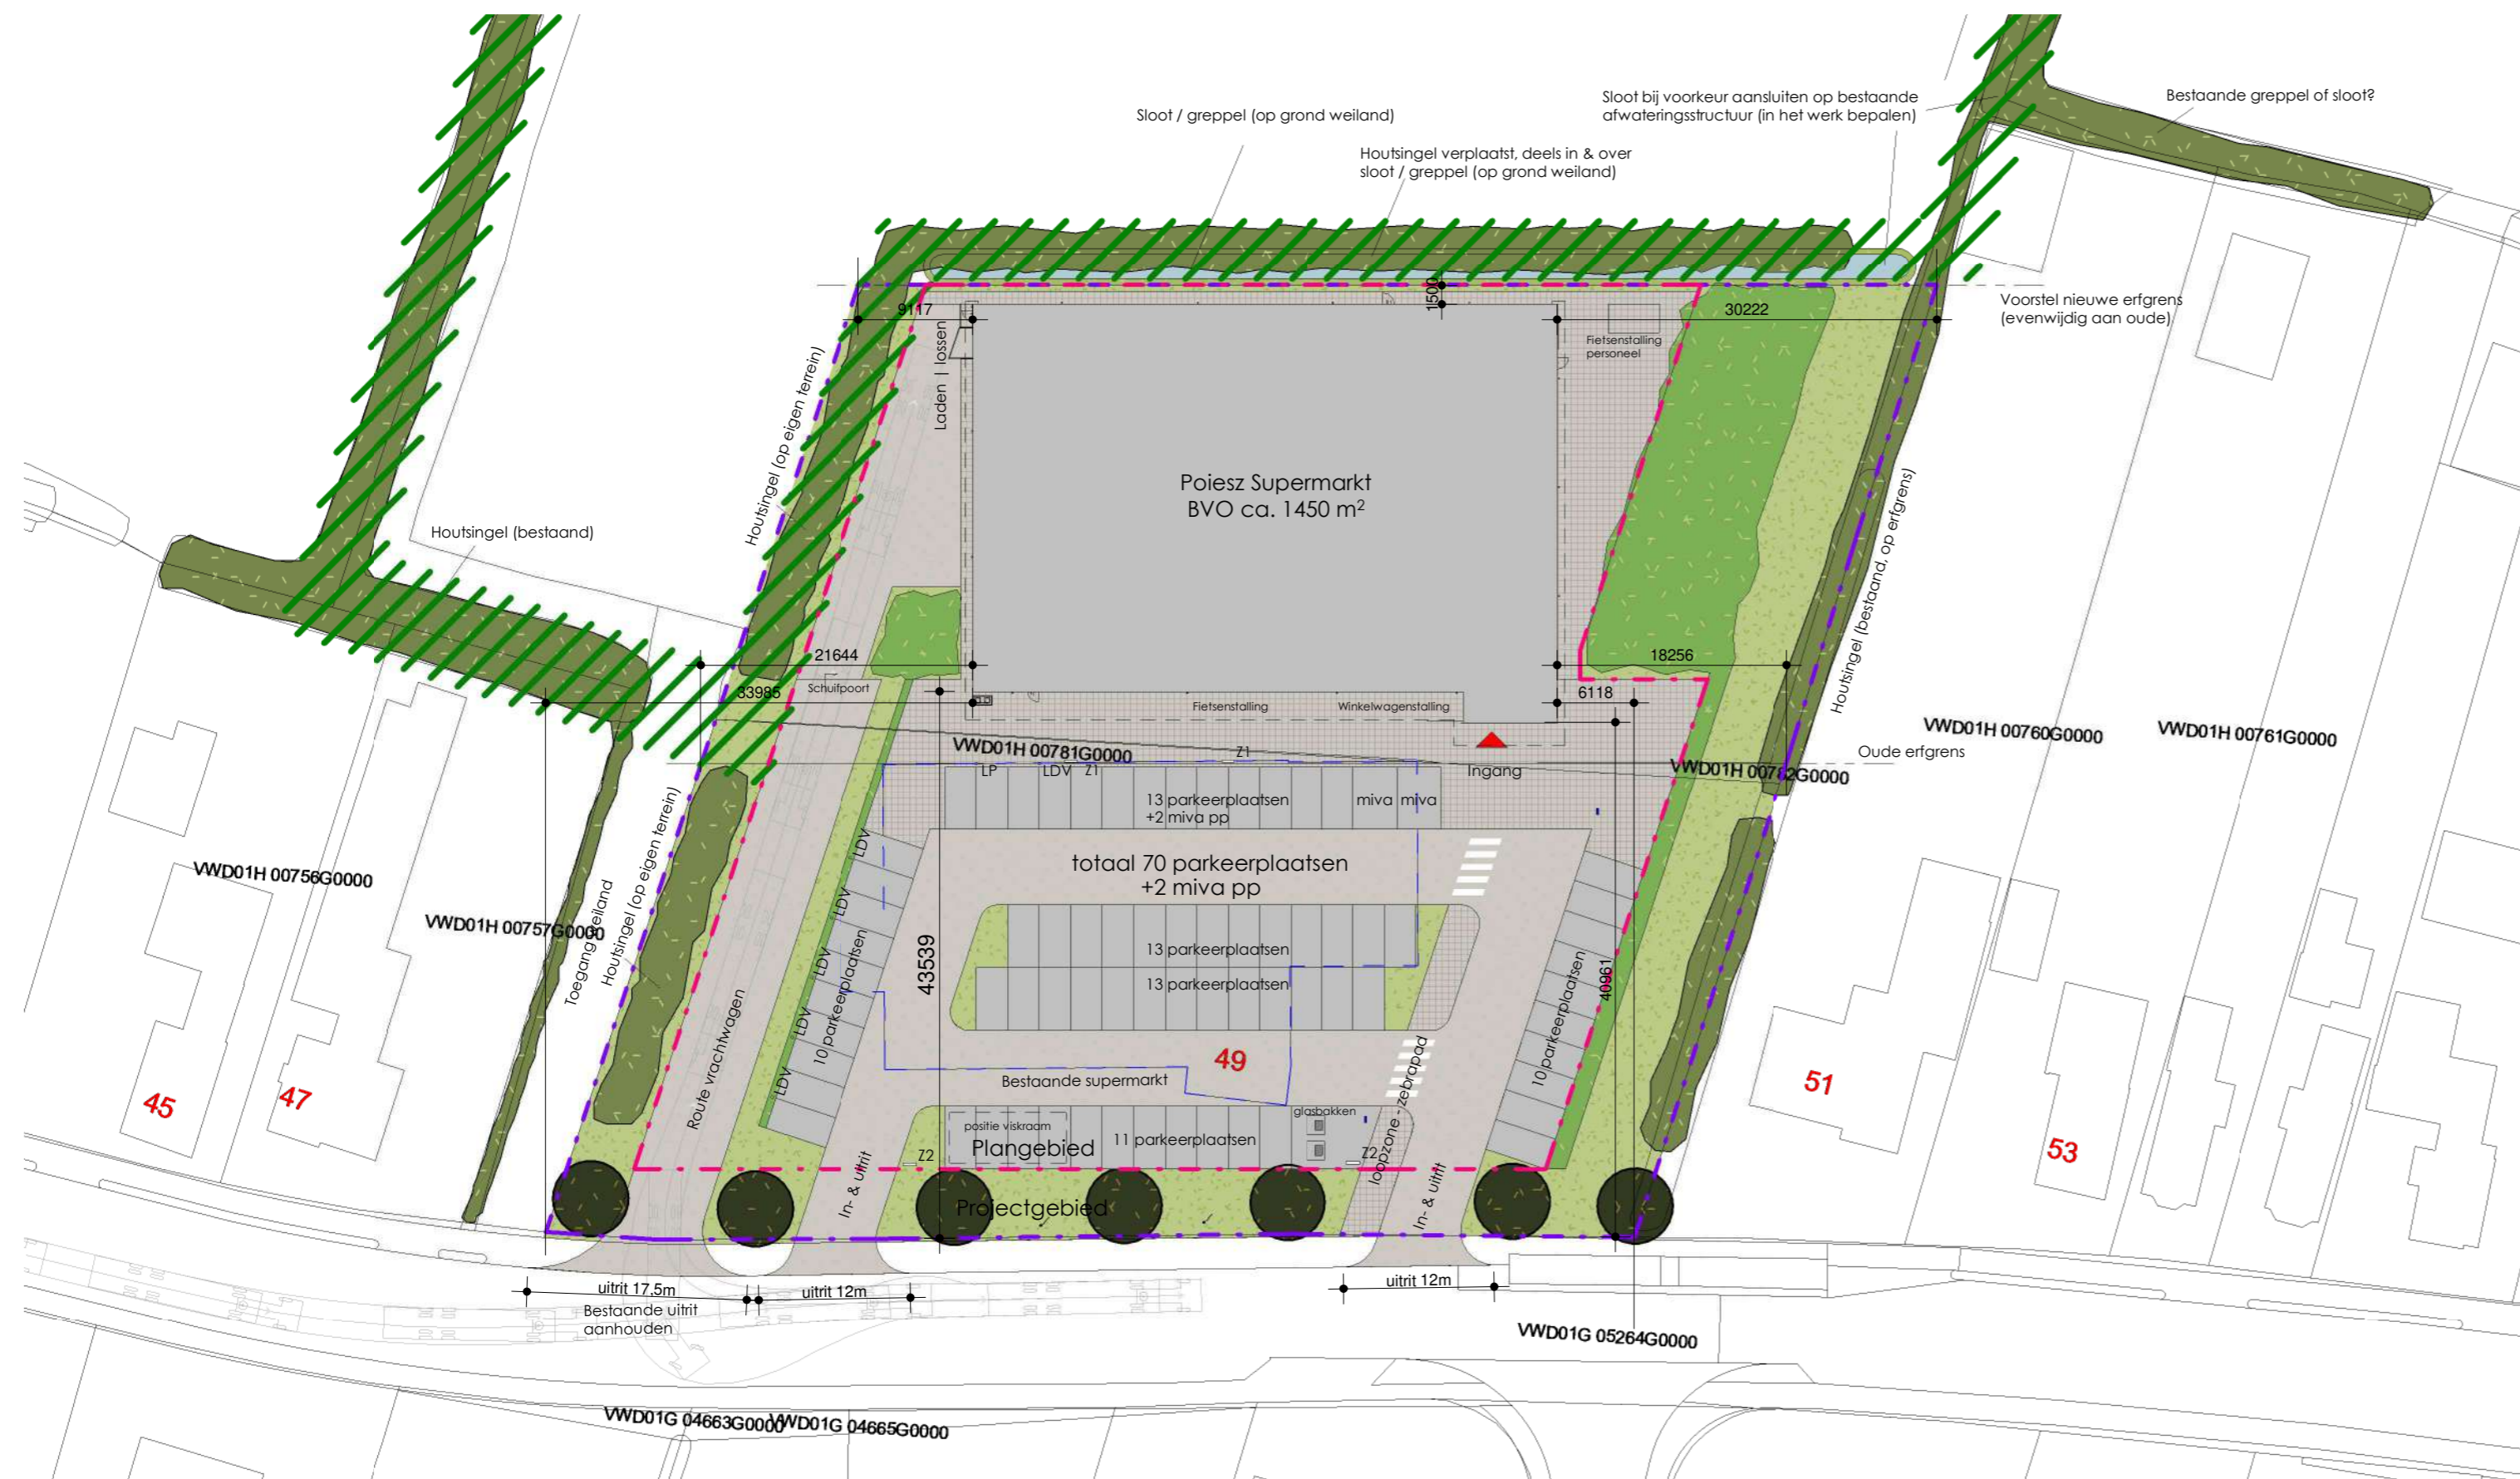 Sloot / greppel (op grond weiland)
Sloot bij voorkeur aansluiten op bestaande
afwateringsstructuur (in het werk bepalen)
Bestaande greppel of sloot?
Houtsingel verplaatst, deels in & over
sloot / greppel (op grond weiland)
Voorstel nieuwe erfgrens
(evenwijdig aan oude)
9117
1500
30222
Laden | lossen
Fietsenstalling
personeel
Houtsingel (op eigen terrein)
Poiesz Supermarkt
BVO ca. 1450 m²
Houtsingel (bestaand)
Houtsingel (bestaand, op erfgrens)
21644
18256
33985
Schuifpoort
6118
Fietsenstalling
Winkelwagenstalling
VWD01H 00781G0000
Z1
Ingang
VWD01H 00782G0000
VWD01H 00760G0000
VWD01H 00761G0000
Oude erfgrens
LP
LDV
Z1
13 parkeerplaatsen
+2 miva pp
miva
miva
totaal 70 parkeerplaatsen
+2 miva pp
VWD01H 00756G0000
VWD01H 00757G0000
Toegang weiland
Houtsingel (op eigen terrein)
LDV
LDV
LDV
LDV
LDV
10 parkeerplaatsen
43539
13 parkeerplaatsen
13 parkeerplaatsen
40961
10 parkeerplaatsen
Route vrachtwagen
49
Bestaande supermarkt
loopzone - zebrapad
45
47
51
53
positie viskraam
Plangebied
11 parkeerplaatsen
glasbakken
Z2
Z2
In- & uitrit
Projectgebied
In- & uitrit
uitrit 17.5m
uitrit 12m
uitrit 12m
Bestaande uitrit
aanhouden
VWD01G 05264G0000
VWD01G 04663G0000
VWD01G 04665G0000